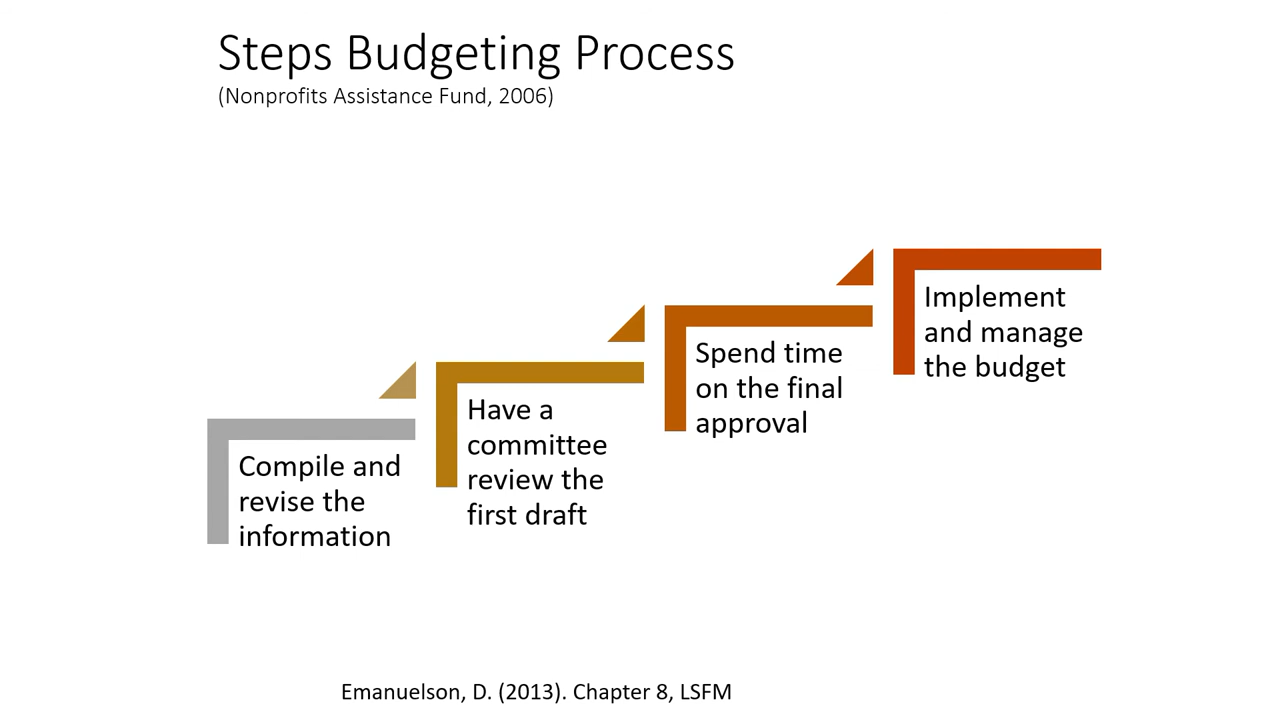 Steps Budgeting Process
(Nonprofits Assistance Fund, 2006)
Compile and
revise the
information
Have a
committee
review the
first draft
Spend time
on the final
approval
Implement
and manage
the budget
Emanuelson, D. (2013). Chapter 8, LSFM